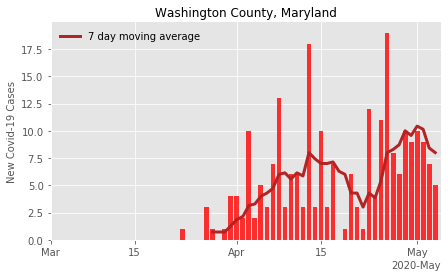 Washington County, Maryland
7 day moving average
New Covid-19 Cases
17.5
15.0
12.5
10.0
7.5
5.0
2.5
0.0
Mar
15
Apr
15
May
2020-May